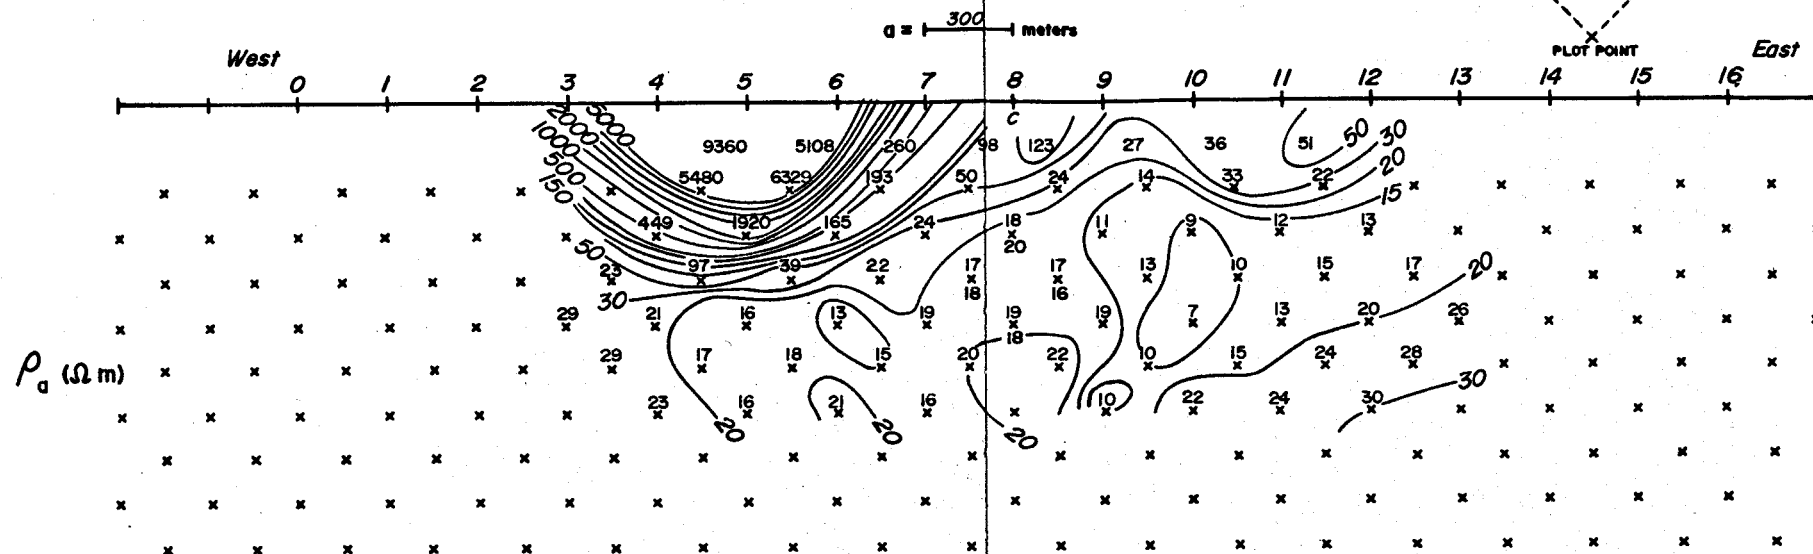 a = 300 meters
PLOT POINT
West East
0 1 2 3 4 5 6 7 8 9 10 11 12 13 14 15 16
c
5000
2000
1000 9360 5108 260 98 123 27 36 51 50 30
500 5480 6329 193 50 24 14 33 22 20
150 15
449 1920 165 24 18 11 9 12 13
50 20
23 97 39 22 17 17 13 10 15 17 20
30 18 16
29 21 16 13 19 19 19 7 13 20 26
18
29 17 18 15 20 22 10 15 24 28
ρa (Ωm)
30
23 16 21 16 10 22 24 30
20 20 20